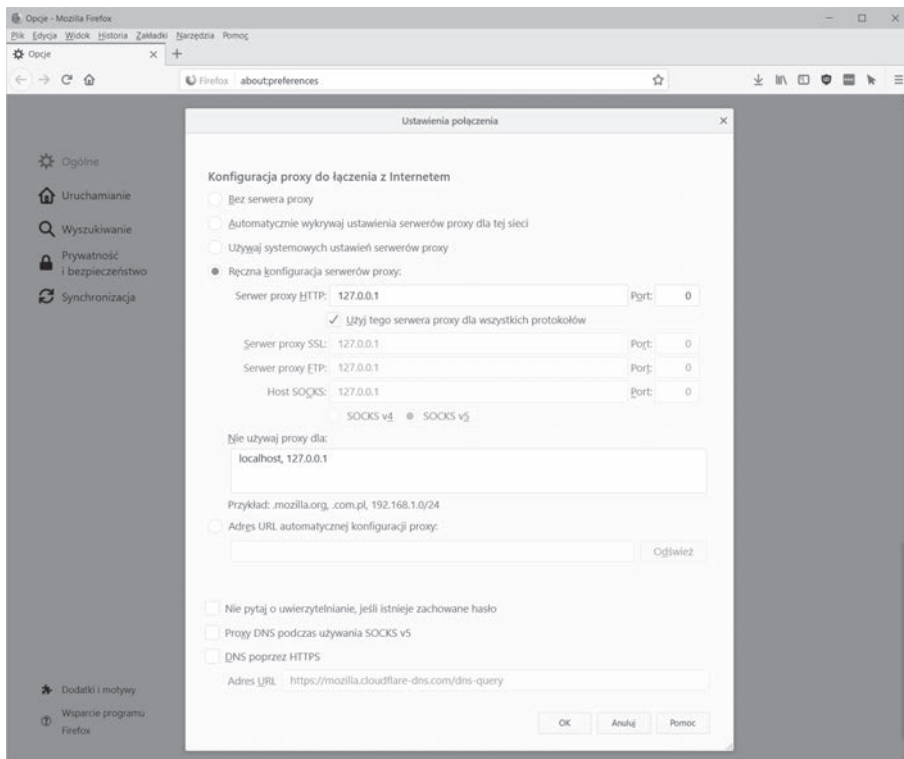 Opcje - Mozilla Firefox
Plik Edycja Widok Historia Zakładki Narzędzia Pomoc
Opcje
Firefox about:preferences
Ustawienia połączenia
Ogólne
Uruchamianie
Wyszukiwanie
Prywatność
i bezpieczeństwo
Synchronizacja
Konfiguracja proxy do łączenia z Internetem
Bez serwera proxy
Automatycznie wykrywaj ustawienia serwerów proxy dla tej sieci
Używaj systemowych ustawień serwerów proxy
Ręczna konfiguracja serwerów proxy:
Serwer proxy HTTP: 127.0.0.1 Port: 0
Użyj tego serwera proxy dla wszystkich protokołów
Serwer proxy SSL: 127.0.0.1 Port: 0
Serwer proxy FTP: 127.0.0.1 Port: 0
Host SOCKS: 127.0.0.1 Port: 0
SOCKS v4 SOCKS v5
Nie używaj proxy dla:
localhost, 127.0.0.1
Przykład: .mozilla.org, .com.pl, 192.168.1.0/24
Adres URL automatycznej konfiguracji proxy:
Odśwież
Nie pytaj o uwierzytelnianie, jeśli istnieje zachowane hasło
Proxy DNS podczas używania SOCKS v5
DNS poprzez HTTPS
Adres URL https://mozilla.cloudflare-dns.com/dns-query
Dodatki i motywy
Wsparcie programu
Firefox
OK Anuluj Pomoc